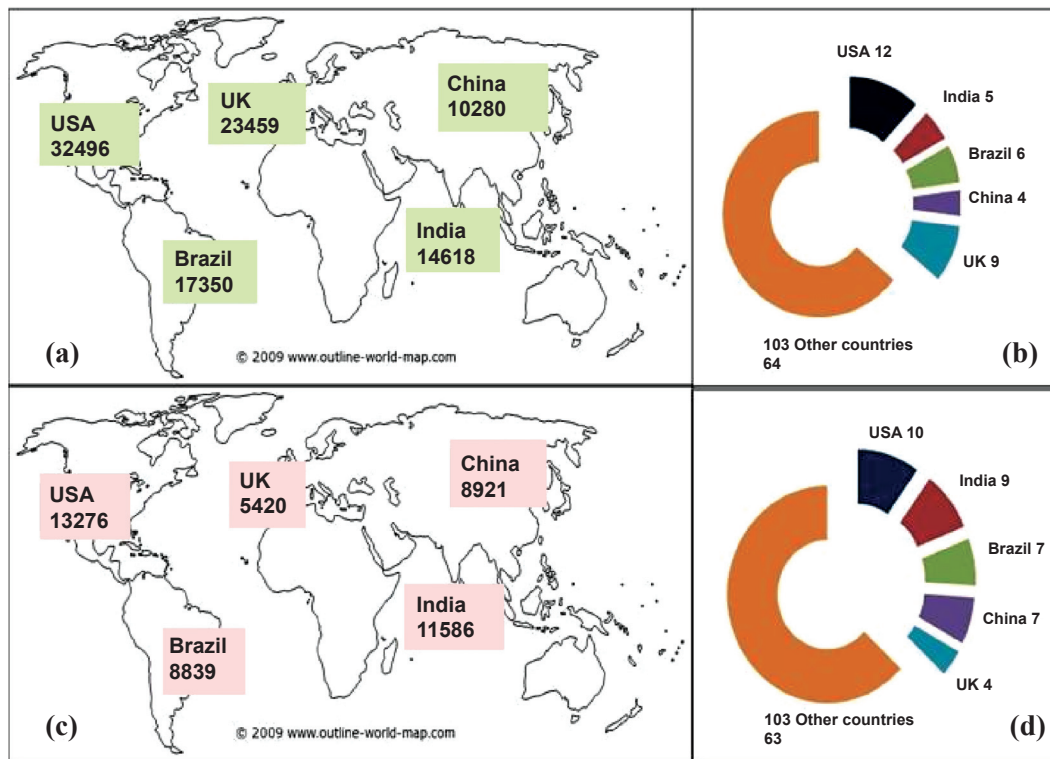 USA
32496
UK
23459
China
10280
Brazil
17350
India
14618
(a)
© 2009 www.outline-world-map.com
USA 12
India 5
Brazil 6
China 4
UK 9
103 Other countries
64
(b)
USA
13276
UK
5420
China
8921
Brazil
8839
India
11586
(c)
© 2009 www.outline-world-map.com
USA 10
India 9
Brazil 7
China 7
UK 4
103 Other countries
63
(d)